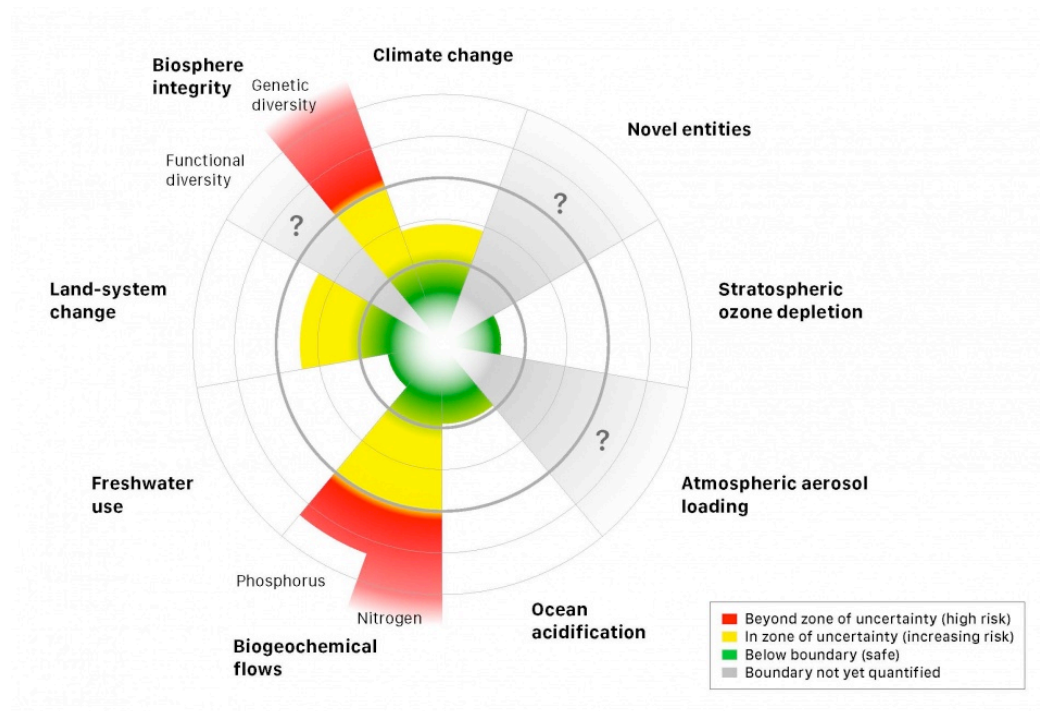 Climate change
Biosphere
integrity
Genetic
diversity
Novel entities
Functional
diversity
?
?
Land-system
change
Stratospheric
ozone depletion
?
Freshwater
use
Atmospheric aerosol
loading
Phosphorus
Nitrogen
Biogeochemical
flows
Ocean
acidification
Beyond zone of uncertainty (high risk)
In zone of uncertainty (increasing risk)
Below boundary (safe)
Boundary not yet quantified